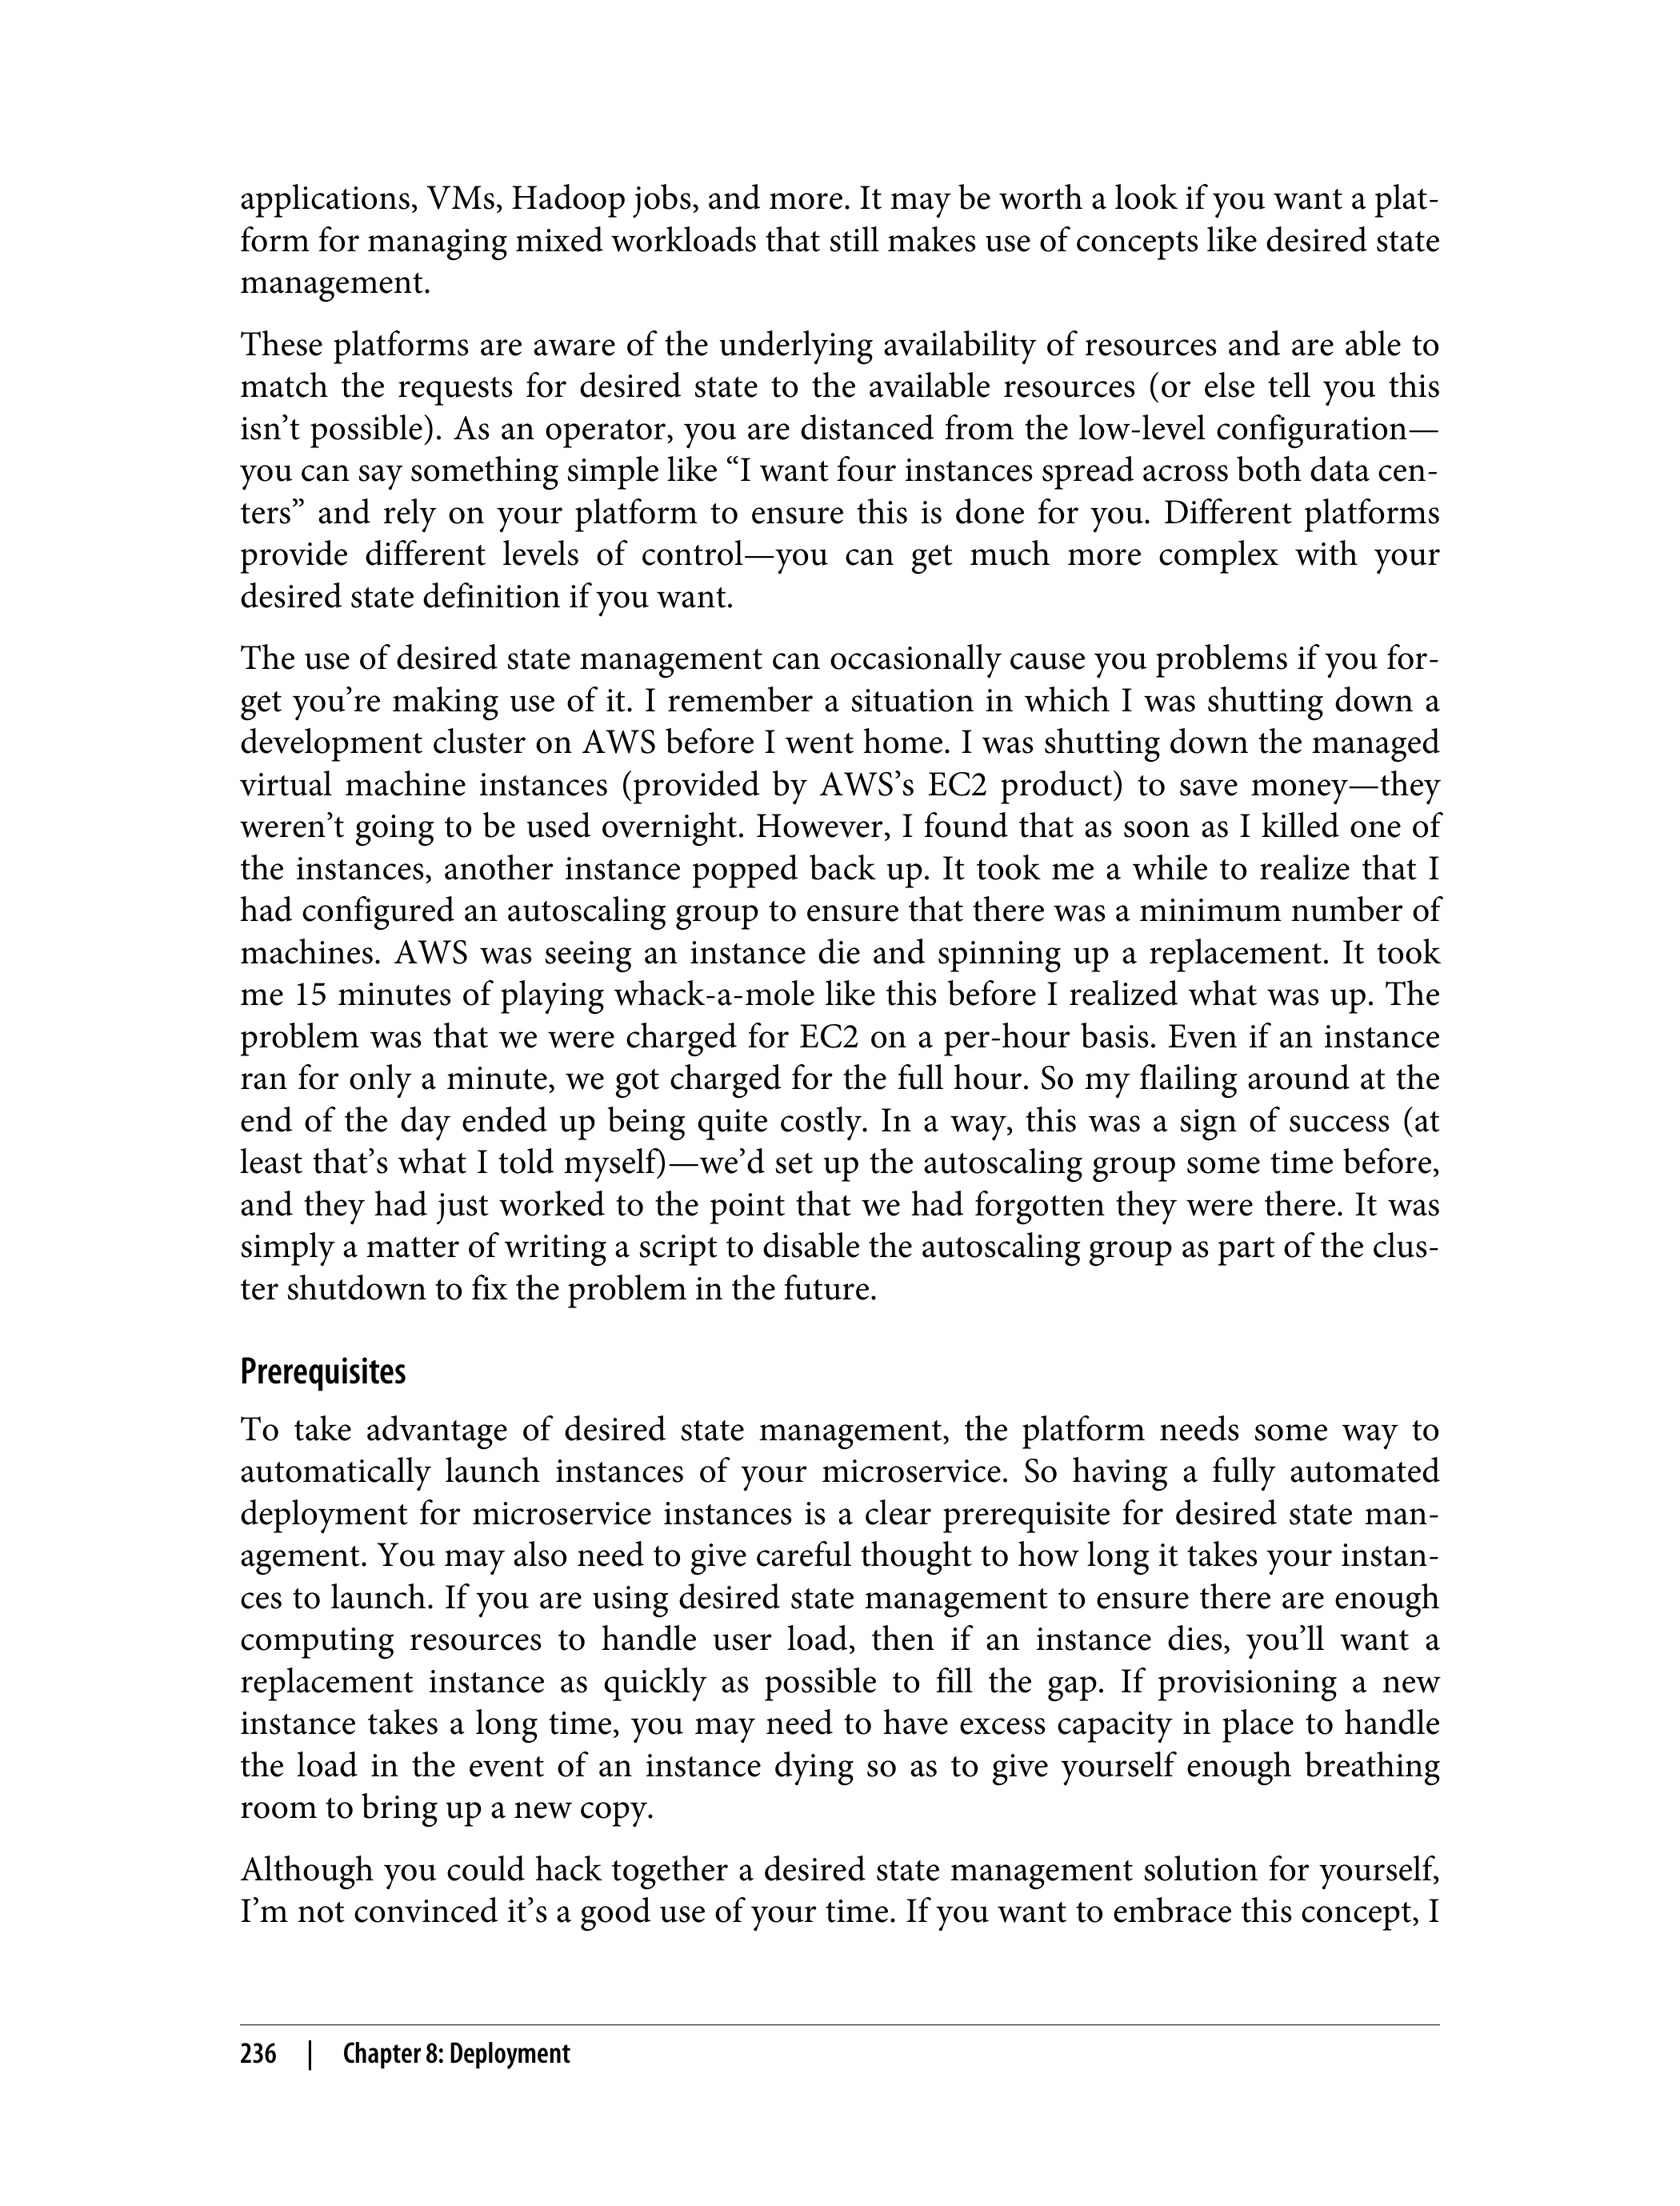 applications, VMs, Hadoop jobs, and more. It may be worth a look if you want a plat-
form for managing mixed workloads that still makes use of concepts like desired state
management.
These platforms are aware of the underlying availability of resources and are able to
match the requests for desired state to the available resources (or else tell you this
isn’t possible). As an operator, you are distanced from the low-level configuration—
you can say something simple like “I want four instances spread across both data cen-
ters” and rely on your platform to ensure this is done for you. Different platforms
provide different levels of control—you can get much more complex with your
desired state definition if you want.
The use of desired state management can occasionally cause you problems if you for-
get you’re making use of it. I remember a situation in which I was shutting down a
development cluster on AWS before I went home. I was shutting down the managed
virtual machine instances (provided by AWS’s EC2 product) to save money—they
weren’t going to be used overnight. However, I found that as soon as I killed one of
the instances, another instance popped back up. It took me a while to realize that I
had configured an autoscaling group to ensure that there was a minimum number of
machines. AWS was seeing an instance die and spinning up a replacement. It took
me 15 minutes of playing whack-a-mole like this before I realized what was up. The
problem was that we were charged for EC2 on a per-hour basis. Even if an instance
ran for only a minute, we got charged for the full hour. So my flailing around at the
end of the day ended up being quite costly. In a way, this was a sign of success (at
least that’s what I told myself)—we’d set up the autoscaling group some time before,
and they had just worked to the point that we had forgotten they were there. It was
simply a matter of writing a script to disable the autoscaling group as part of the clus-
ter shutdown to fix the problem in the future.
Prerequisites
To take advantage of desired state management, the platform needs some way to
automatically launch instances of your microservice. So having a fully automated
deployment for microservice instances is a clear prerequisite for desired state man-
agement. You may also need to give careful thought to how long it takes your instan-
ces to launch. If you are using desired state management to ensure there are enough
computing resources to handle user load, then if an instance dies, you’ll want a
replacement instance as quickly as possible to fill the gap. If provisioning a new
instance takes a long time, you may need to have excess capacity in place to handle
the load in the event of an instance dying so as to give yourself enough breathing
room to bring up a new copy.
Although you could hack together a desired state management solution for yourself,
I’m not convinced it’s a good use of your time. If you want to embrace this concept, I
236 | Chapter 8: Deployment